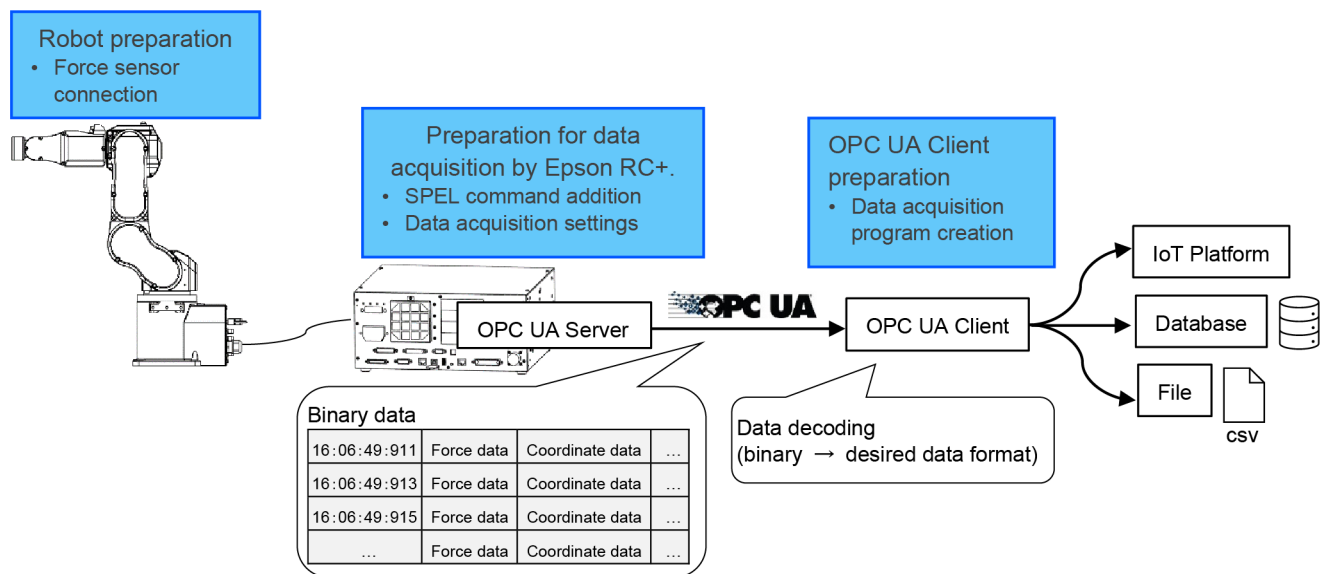 Robot preparation
• Force sensor
connection
Preparation for data
acquisition by Epson RC+.
• SPEL command addition
• Data acquisition settings
OPC UA Client
preparation
• Data acquisition
program creation
OPC UA Server
OPC UA
OPC UA Client
IoT Platform
Database
File
csv
Binary data
16:06:49:911 Force data Coordinate data ...
16:06:49:913 Force data Coordinate data ...
16:06:49:915 Force data Coordinate data ...
... Force data Coordinate data ...
Data decoding
(binary → desired data format)